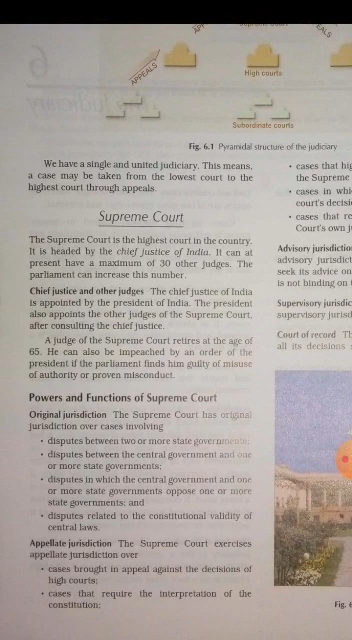 Supreme Court
APPEALS
APPEALS
High courts
Subordinate courts
Fig. 6.1 Pyramidal structure of the judiciary
We have a single and united judiciary. This means,
a case may be taken from the lowest court to the
highest court through appeals.
Supreme Court
The Supreme Court is the highest court in the country.
It is headed by the chief justice of India. It can at
present have a maximum of 30 other judges. The
parliament can increase this number.
Chief justice and other judges The chief justice of India
is appointed by the president of India. The president
also appoints the other judges of the Supreme Court,
after consulting the chief justice.
A judge of the Supreme Court retires at the age of
65. He can also be impeached by an order of the
president if the parliament finds him guilty of misuse
of authority or proven misconduct.
Powers and Functions of Supreme Court
Original jurisdiction The Supreme Court has original
jurisdiction over cases involving
• disputes between two or more state governments;
• disputes between the central government and one
or more state governments;
• disputes in which the central government and one
or more state governments oppose one or more
state governments; and
• disputes related to the constitutional validity of
central laws.
Appellate jurisdiction The Supreme Court exercises
appellate jurisdiction over
• cases brought in appeal against the decisions of
high courts;
• cases that require the interpretation of the
constitution;
• cases that
the Supreme
• cases in
court's
• cases that
Court's own
Advisory
advisory
seek its advice on
is not binding on
Supervisory
supervisory
Court of record
all its decisions
Fig.